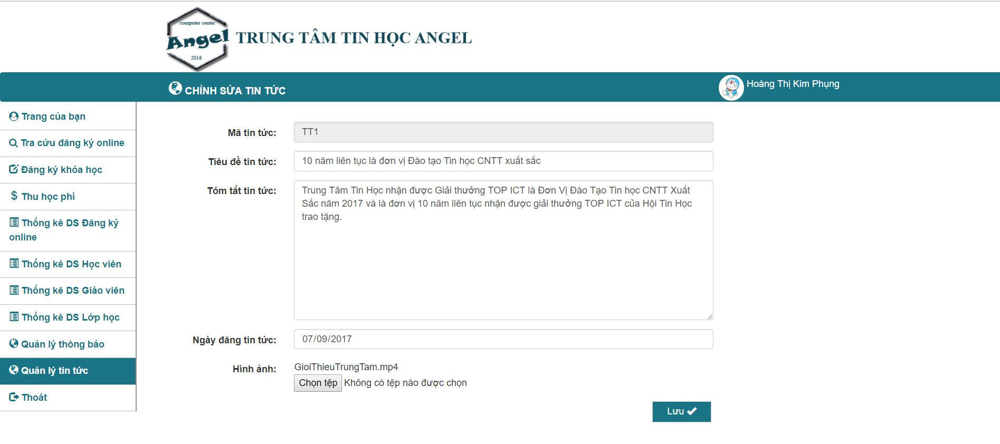 computer center
Angel
2016
TRUNG TÂM TIN HỌC ANGEL
CHỈNH SỬA TIN TỨC
Hoàng Thị Kim Phụng
Trang của bạn
Tra cứu đăng ký online
Đăng ký khóa học
Thu học phí
Thống kê DS Đăng ký
online
Thống kê DS Học viên
Thống kê DS Giáo viên
Thống kê DS Lớp học
Quản lý thông báo
Quản lý tin tức
Thoát
Mã tin tức: TT1
Tiêu đề tin tức: 10 năm liên tục là đơn vị Đào tạo Tin học CNTT xuất sắc
Tóm tắt tin tức: Trung Tâm Tin Học nhận được Giải thưởng TOP ICT là Đơn Vị Đào Tạo Tin học CNTT Xuất
Sắc năm 2017 và là đơn vị 10 năm liên tục nhận được giải thưởng TOP ICT của Hội Tin Học
trao tặng.
Ngày đăng tin tức: 07/09/2017
Hình ảnh: GioiThieuTrungTam.mp4
Chọn tệp Không có tệp nào được chọn
Lưu